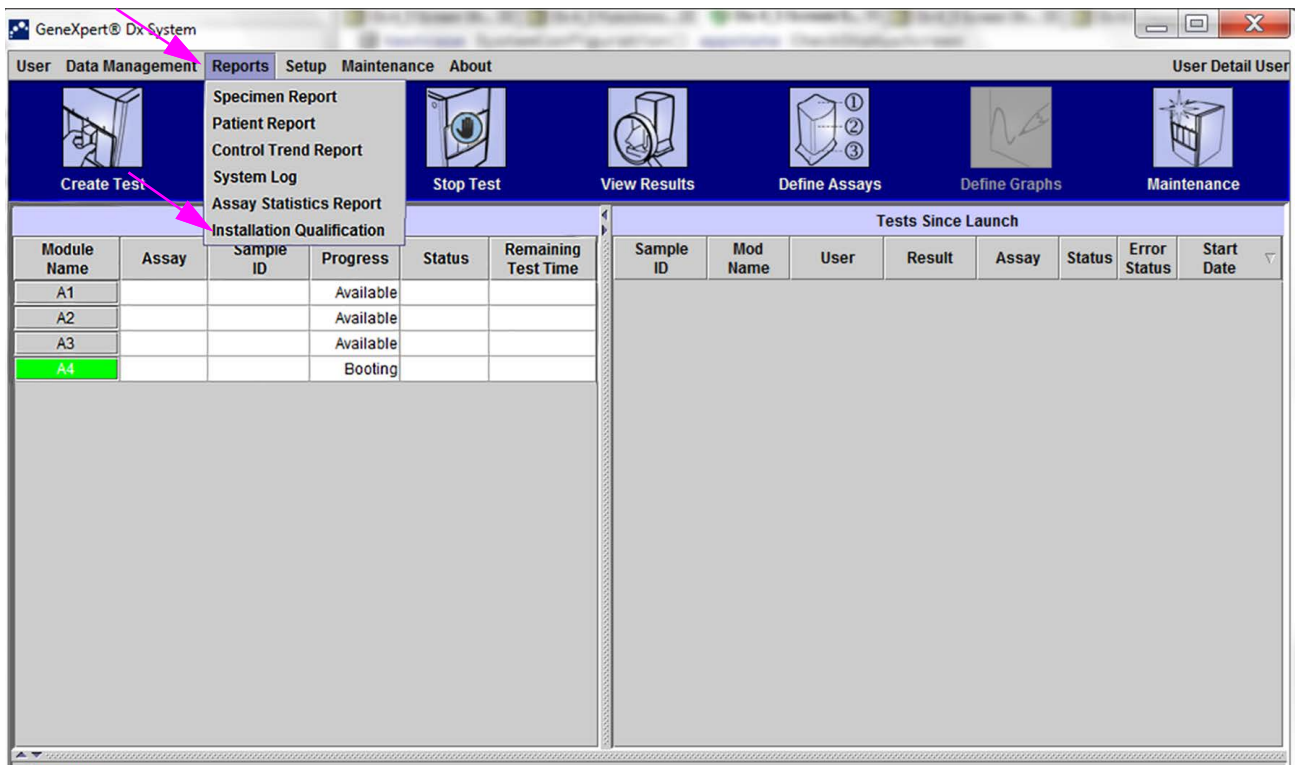 GeneXpert® Dx System
User Data Management Reports Setup Maintenance About User Detail User
Specimen Report
Patient Report
Control Trend Report
System Log
Assay Statistics Report
Installation Qualification
Create Test Stop Test View Results Define Assays Define Graphs Maintenance
1
2
3
Module Name Assay Sample ID Progress Status Remaining Test Time
A1 Available
A2 Available
A3 Available
A4 Booting
Tests Since Launch
Sample ID Mod Name User Result Assay Status Error Status Start Date